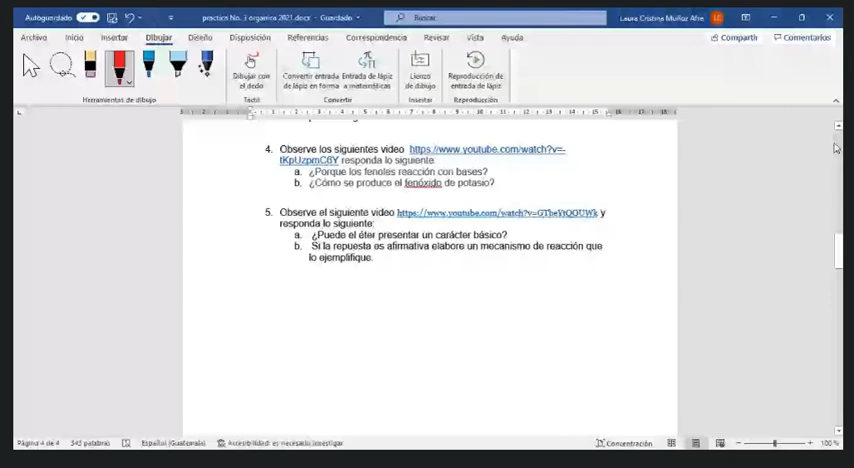 Autoguardado
practica No. 3 organica 2021.docx - Guardado
Buscar
Laura Cristina Muñoz Afre
LC
Archivo Inicio Insertar Dibujar Diseño Disposición Referencias Correspondencia Revisar Vista Ayuda
Compartir Comentarios
Dibujar con el dedo
Convertir entrada de lápiz en forma
Entrada de lápiz a matemáticas
Lienzo de dibujo
Reproducción de entrada de lápiz
Herramientas de dibujo Táctil Convertir Insertar Reproducción
4. Observe los siguientes video https://www.youtube.com/watch?v=-
tKpUzpmC6Y responda lo siguiente:
a. ¿Porque los fenoles reacción con bases?
b. ¿Cómo se produce el fenóxido de potasio?
5. Observe el siguiente video https://www.youtube.com/watch?v=GTbeYtQOUWk y
responda lo siguiente:
a. ¿Puede el éter presentar un carácter básico?
b. Si la repuesta es afirmativa elabore un mecanismo de reacción que
lo ejemplifique.
Página 4 de 4 545 palabras Español (Guatemala) Accesibilidad: es necesario investigar
Concentración
100 %